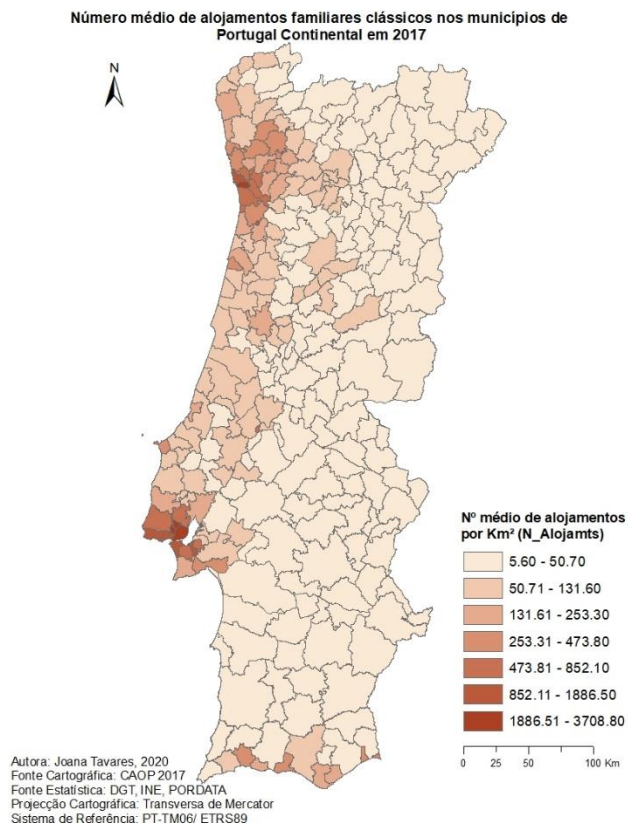 Número médio de alojamentos familiares clássicos nos municípios de
Portugal Continental em 2017
N
Nº médio de alojamentos
por Km² (N_Alojamts)
5.60 - 50.70
50.71 - 131.60
131.61 - 253.30
253.31 - 473.80
473.81 - 852.10
852.11 - 1886.50
1886.51 - 3708.80
0 25 50 100 Km
Autora: Joana Tavares, 2020
Fonte Cartográfica: CAOP 2017
Fonte Estatística: DGT, INE, PORDATA
Projecção Cartográfica: Transversa de Mercator
Sistema de Referência: PT-TM06/ ETRS89